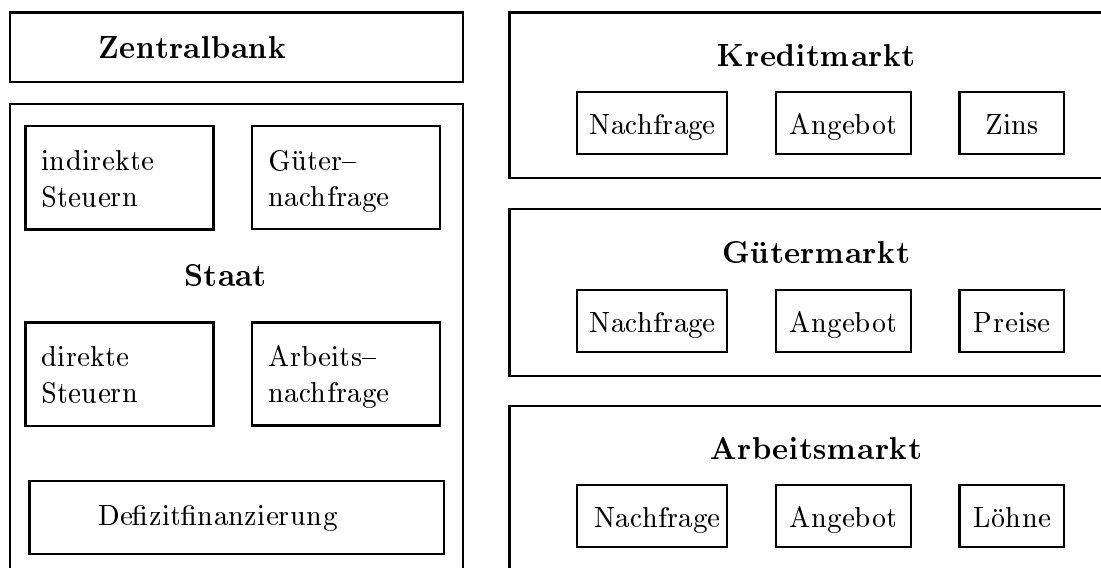 Zentralbank
indirekte
Steuern
Güter–
nachfrage
Staat
direkte
Steuern
Arbeits–
nachfrage
Defizitfinanzierung
Kreditmarkt
Nachfrage
Angebot
Zins
Gütermarkt
Nachfrage
Angebot
Preise
Arbeitsmarkt
Nachfrage
Angebot
Löhne